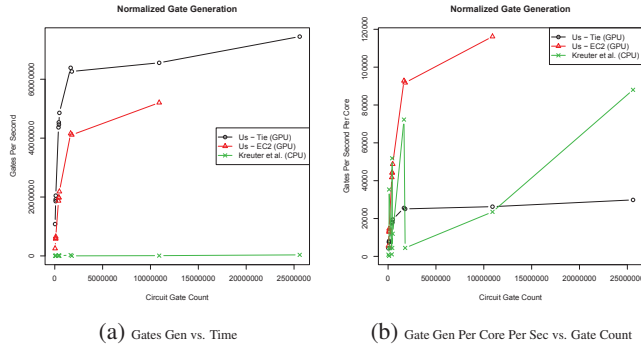 Normalized Gate Generation
Gates Per Second
60000000
40000000
20000000
0
Us − Tie (GPU)
Us − EC2 (GPU)
Kreuter et al. (CPU)
0 5000000 10000000 15000000 20000000 25000000
Circuit Gate Count
(a) Gates Gen vs. Time
Normalized Gate Generation
Gates Per Second Per Core
120000
100000
80000
60000
40000
20000
0
Us − Tie (GPU)
Us − EC2 (GPU)
Kreuter et al. (CPU)
0 5000000 10000000 15000000 20000000 25000000
Circuit Gate Count
(b) Gate Gen Per Core Per Sec vs. Gate Count